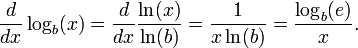 d/dx log_b(x) = d/dx ln(x)/ln(b) = 1/(x ln(b)) = log_b(e)/x.